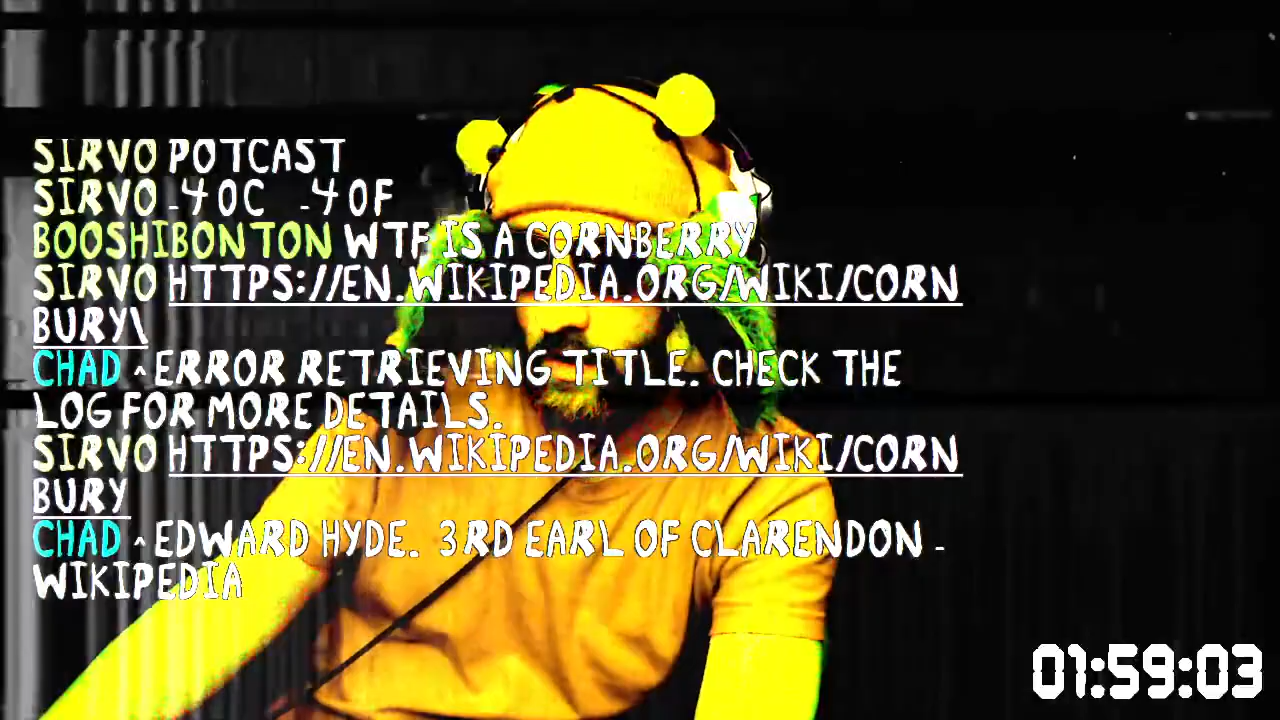 SIRVO POTCAST
SIRVO -40C -40F
BOOSHIBONTON WTF IS A CORNBERRY
SIRVO HTTPS://EN.WIKIPEDIA.ORG/WIKI/CORN
BURY\
CHAD ^ERROR RETRIEVING TITLE. CHECK THE
LOG FOR MORE DETAILS.
SIRVO HTTPS://EN.WIKIPEDIA.ORG/WIKI/CORN
BURY
CHAD ^EDWARD HYDE. 3RD EARL OF CLARENDON -
WIKIPEDIA
01:59:03